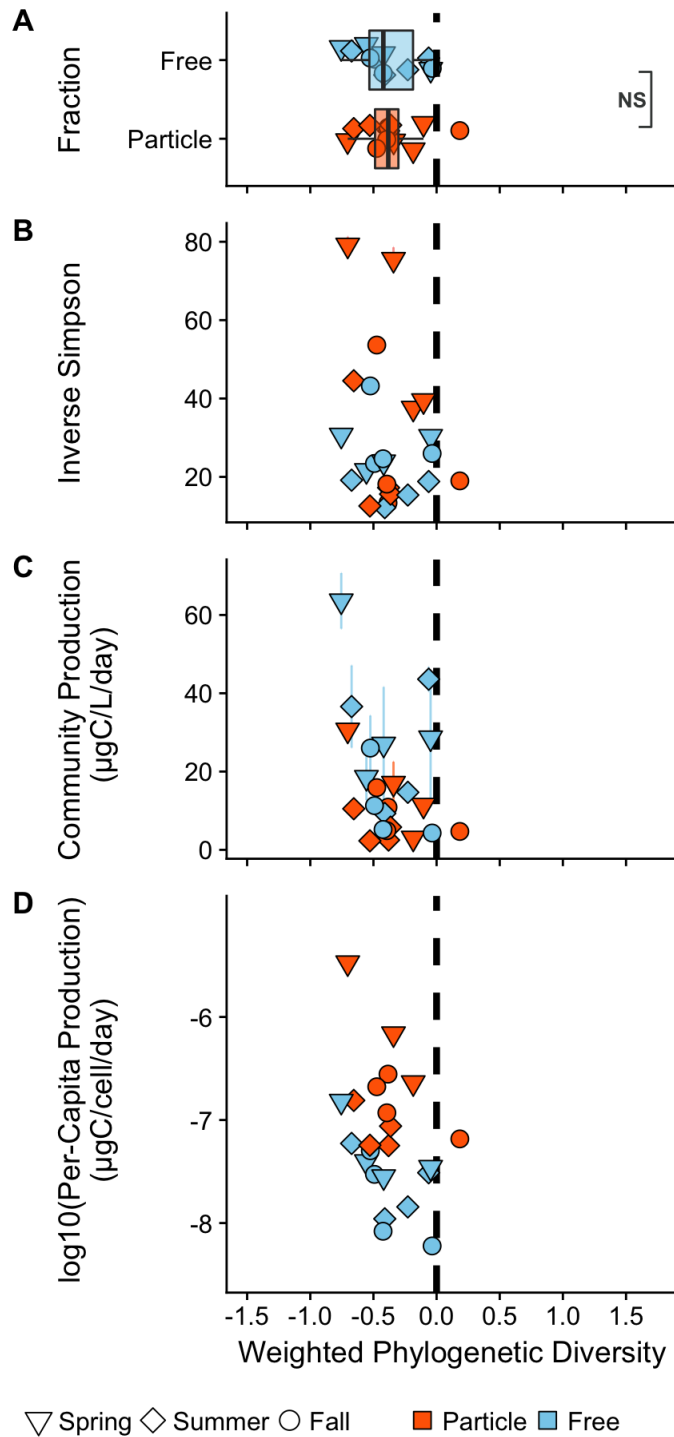 A
Fraction
Free
Particle
NS
B
Inverse Simpson
80
60
40
20
C
Community Production
(µgC/L/day)
60
40
20
0
D
log10(Per-Capita Production)
(µgC/cell/day)
-6
-7
-8
-1.5 -1.0 -0.5 0.0 0.5 1.0 1.5
Weighted Phylogenetic Diversity
Spring Summer Fall Particle Free